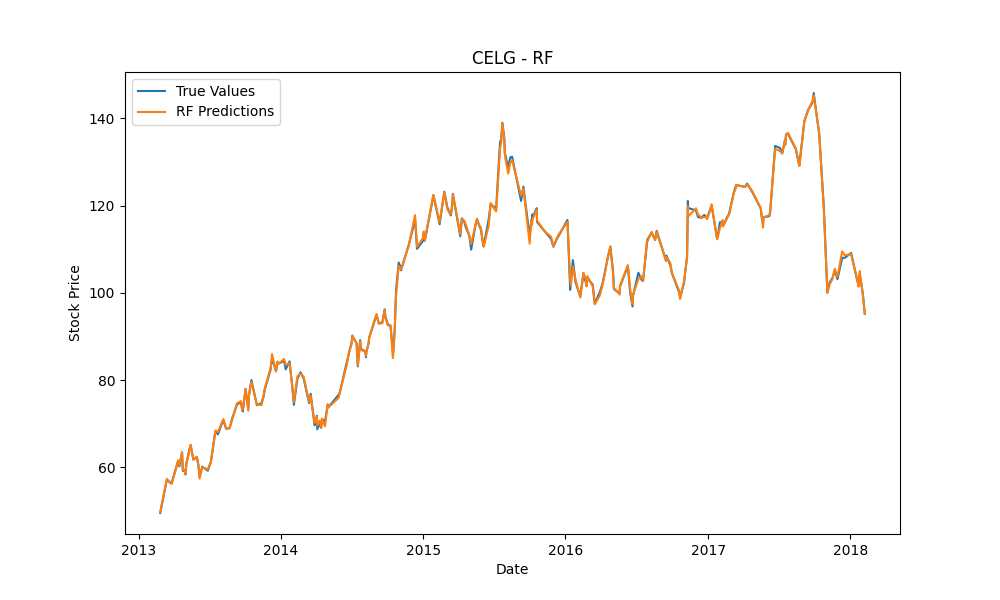 CELG - RF
True Values
RF Predictions
140
120
100
80
60
Stock Price
2013
2014
2015
2016
2017
2018
Date